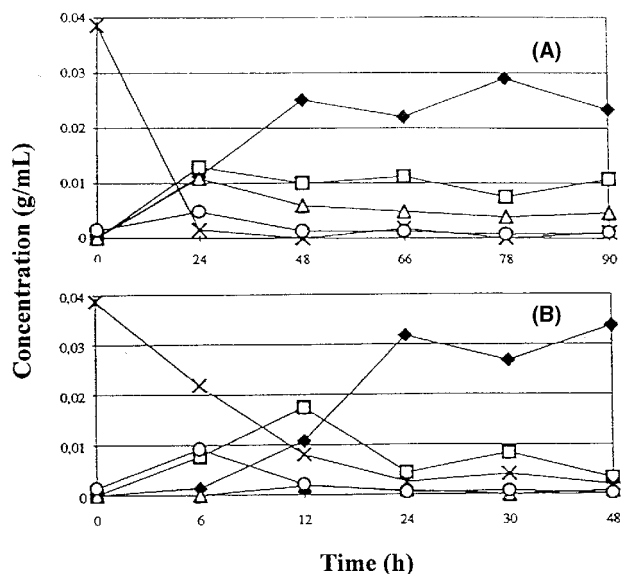 0.04
(A)
0.03
0.02
0.01
0
0 24 48 66 78 90
Concentration (g/mL)
0,04
(B)
0,03
0,02
0,01
0
0 6 12 24 30 48
Time (h)